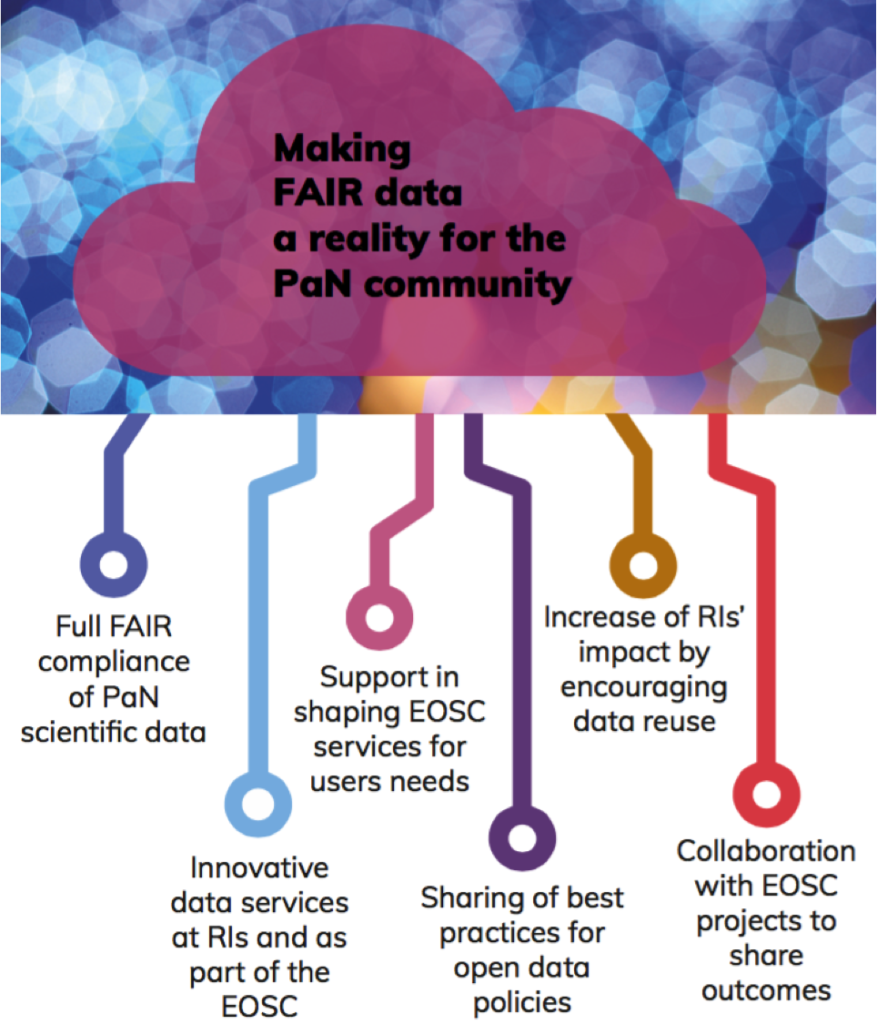 Making
FAIR data
a reality for the
PaN community
Full FAIR
compliance
of PaN
scientific data
Innovative
data services
at RIs and as
part of the
EOSC
Support in
shaping EOSC
services for
users needs
Sharing of best
practices for
open data
policies
Increase of RIs’
impact by
encouraging
data reuse
Collaboration
with EOSC
projects to
share
outcomes